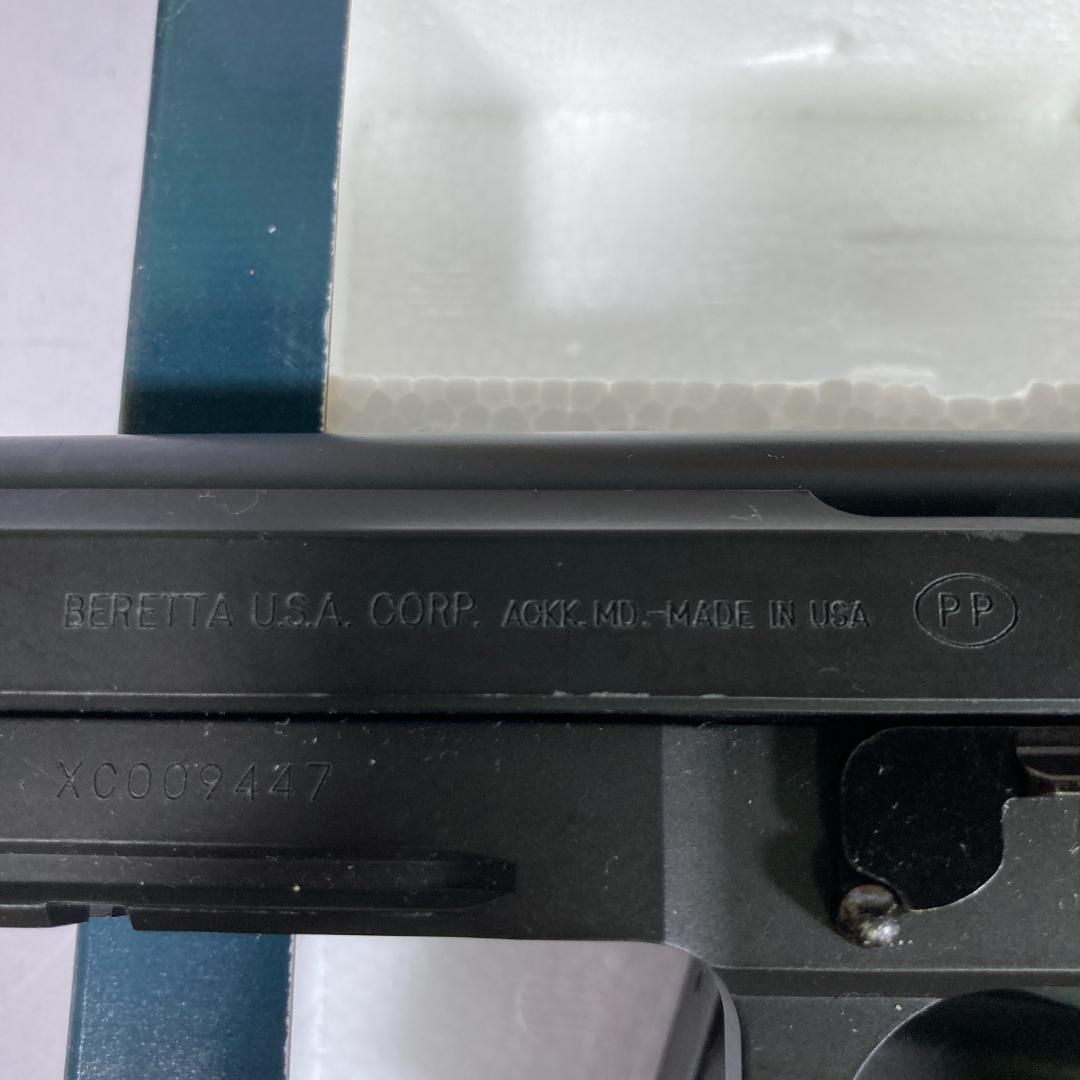 BERETTA U.S.A. CORP. ACKK. MD.-MADE IN USA PP
XC009447